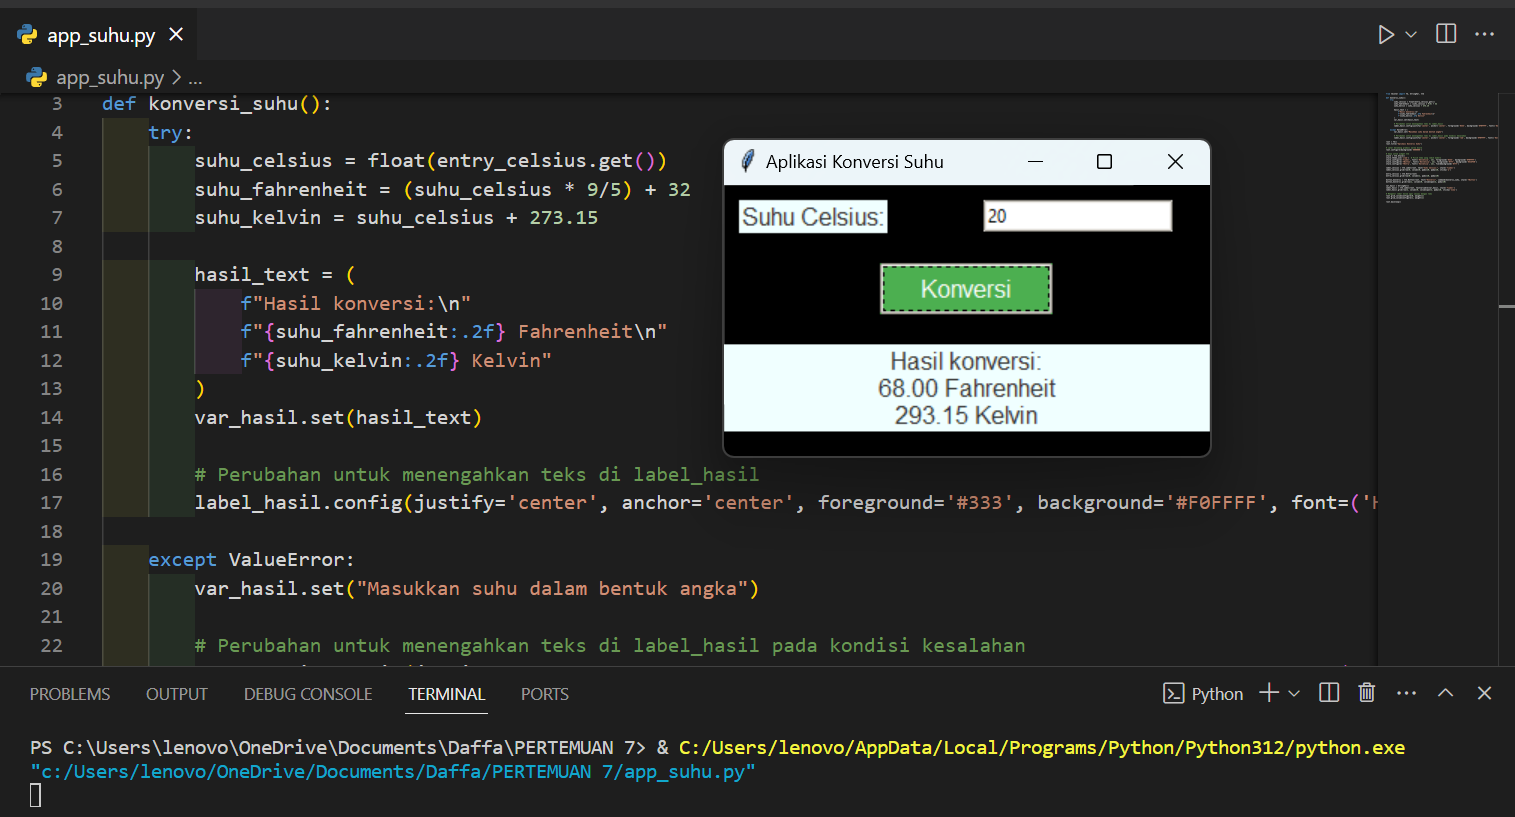 app_suhu.py
app_suhu.py > ...
3 def konversi_suhu():
4 try:
5 suhu_celsius = float(entry_celsius.get())
6 suhu_fahrenheit = (suhu_celsius * 9/5) + 32
7 suhu_kelvin = suhu_celsius + 273.15
8
9 hasil_text = (
10 f"Hasil konversi:\n"
11 f"{suhu_fahrenheit:.2f} Fahrenheit\n"
12 f"{suhu_kelvin:.2f} Kelvin"
13 )
14 var_hasil.set(hasil_text)
15
16 # Perubahan untuk menengahkan teks di label_hasil
17 label_hasil.config(justify='center', anchor='center', foreground='#333', background='#F0FFFF', font=('H
18
19 except ValueError:
20 var_hasil.set("Masukkan suhu dalam bentuk angka")
21
22 # Perubahan untuk menengahkan teks di label_hasil pada kondisi kesalahan
Aplikasi Konversi Suhu
Suhu Celsius: 20
Konversi
Hasil konversi:
68.00 Fahrenheit
293.15 Kelvin
PROBLEMS OUTPUT DEBUG CONSOLE TERMINAL PORTS
Python
PS C:\Users\lenovo\OneDrive\Documents\Daffa\PERTEMUAN 7> & C:/Users/lenovo/AppData/Local/Programs/Python/Python312/python.exe
"c:/Users/lenovo/OneDrive/Documents/Daffa/PERTEMUAN 7/app_suhu.py"